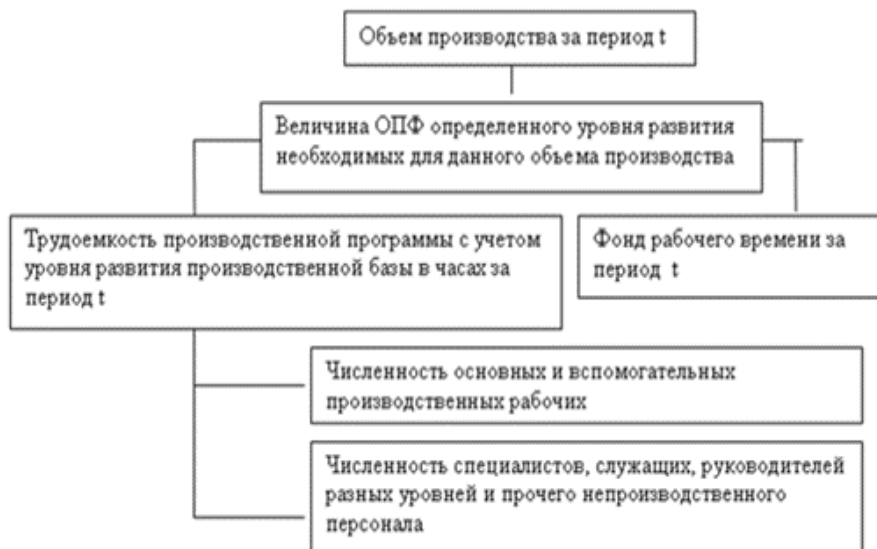 Объем производства за период t
Величина ОПФ определенного уровня развития
необходимых для данного объема производства
Трудоемкость производственной программы с учетом
уровня развития производственной базы в часах за
период t
Фонд рабочего времени за
период t
Численность основных и вспомогательных
производственных рабочих
Численность специалистов, служащих, руководителей
разных уровней и прочего непроизводственного
персонала